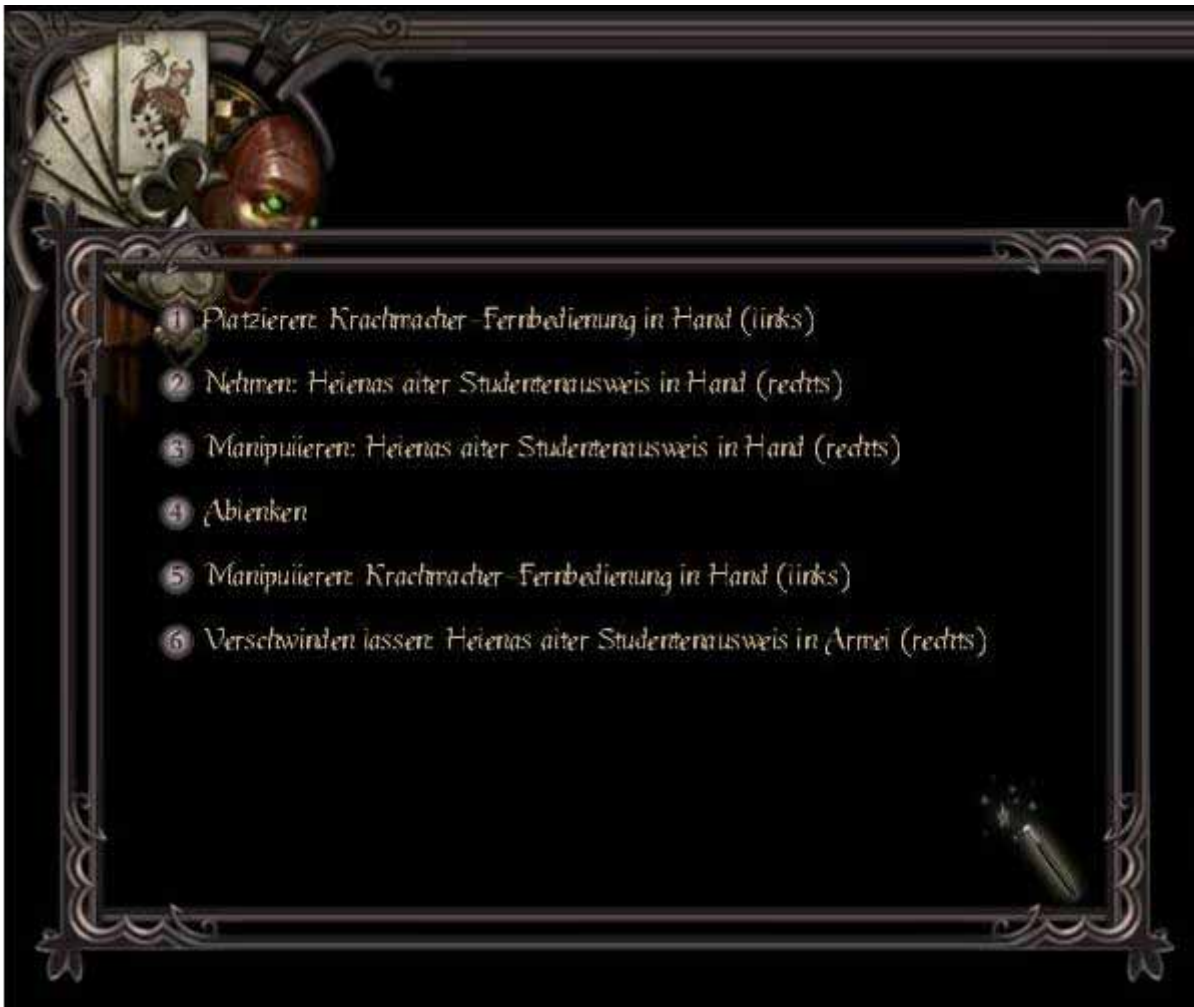 1 Platzieren: Krachmacher-Fernbedienung in Hand (links)
2 Nehmen: Helenas alter Studentenausweis in Hand (rechts)
3 Manipulieren: Helenas alter Studentenausweis in Hand (rechts)
4 Ablenken
5 Manipulieren: Krachmacher-Fernbedienung in Hand (links)
6 Verschwinden lassen: Helenas alter Studentenausweis in Ärmel (rechts)